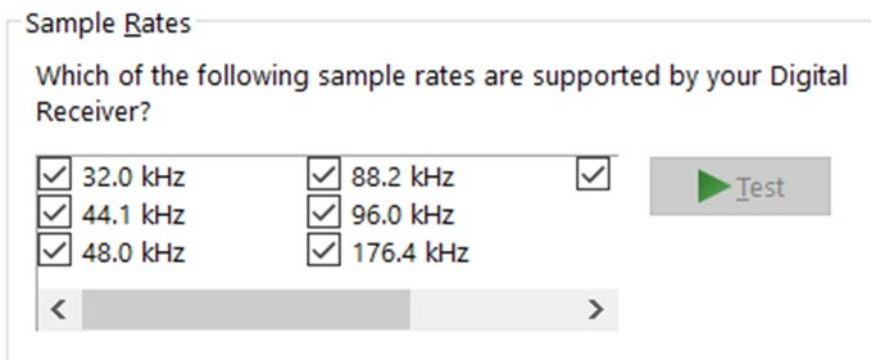 Sample Rates
Which of the following sample rates are supported by your Digital
Receiver?
32.0 kHz 88.2 kHz
44.1 kHz 96.0 kHz
48.0 kHz 176.4 kHz
Test